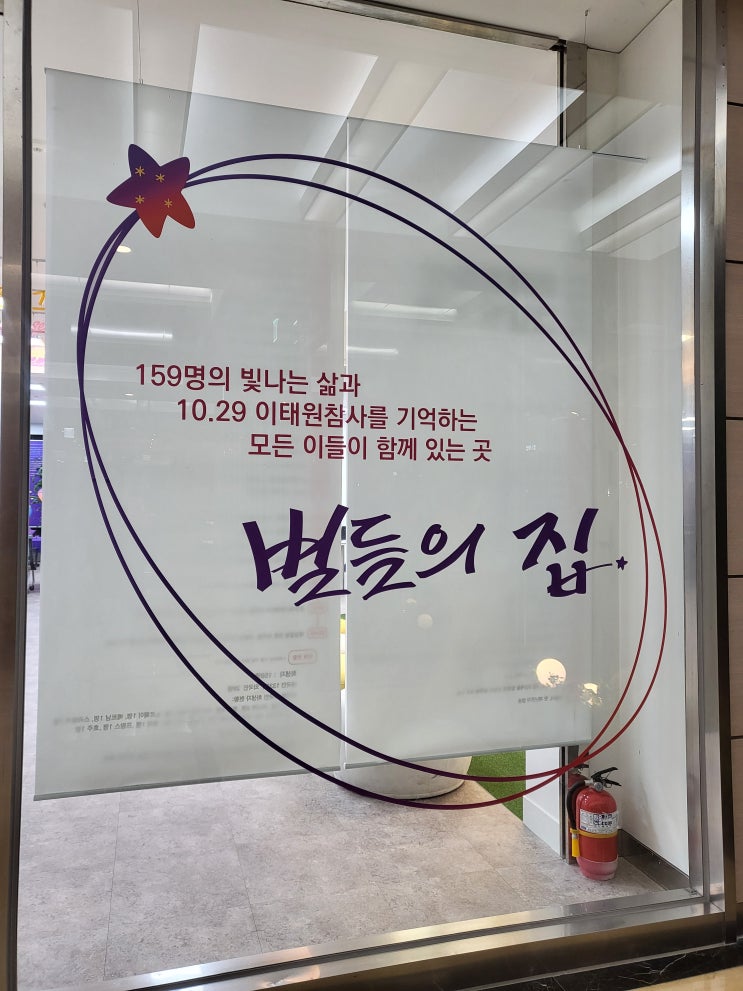 159명의 빛나는 삶과
10.29 이태원참사를 기억하는
모든 이들이 함께 있는 곳
별들의 집